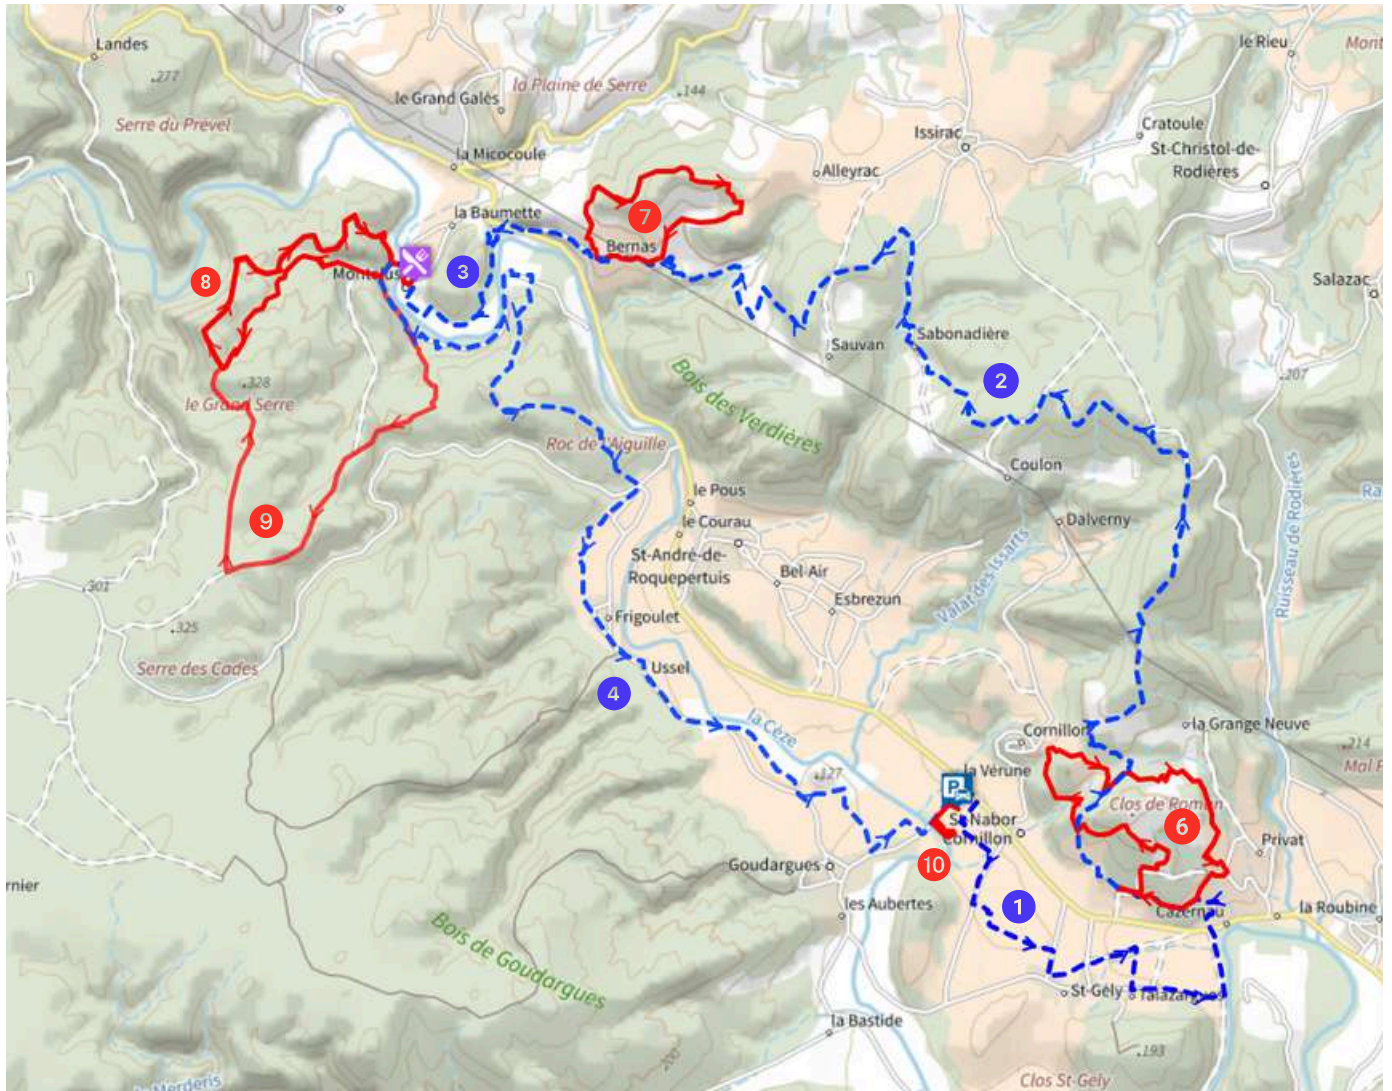 Landes
le Rieu
.277
la Plaine de Serre
le Grand Galès
.144
Serre du Prével
Issirac
Cratoule
St-Christol-de-
Rodières
la Micocoule
Alleyrac
la Baumette
7
Bernas
8
3
Salazac
Sabonadière
Sauvan
2
.207
.328
le Grand Serre
Bois des Verdières
Roc de l'Aiguille
Coulon
le Pous
9
le Courau
Dalverny
St-André-de-
Roquepertuis
Bel-Air
Esbrezun
Valat des Issarts
Ruisseau de Rodières
.301
Frigoulet
.325
Serre des Cades
Ussel
4
la Cèze
Cornillon
la Grange Neuve
.214
la Vérune
.127
P
Clos de Roman
6
St-Nabor
Cornillon
Privat
Goudargues
10
les Aubertes
1
Cazernau
la Roubine
Bois de Goudargues
St-Gély
Talazargues
la Bastide
200
.193
Clos St-Gély